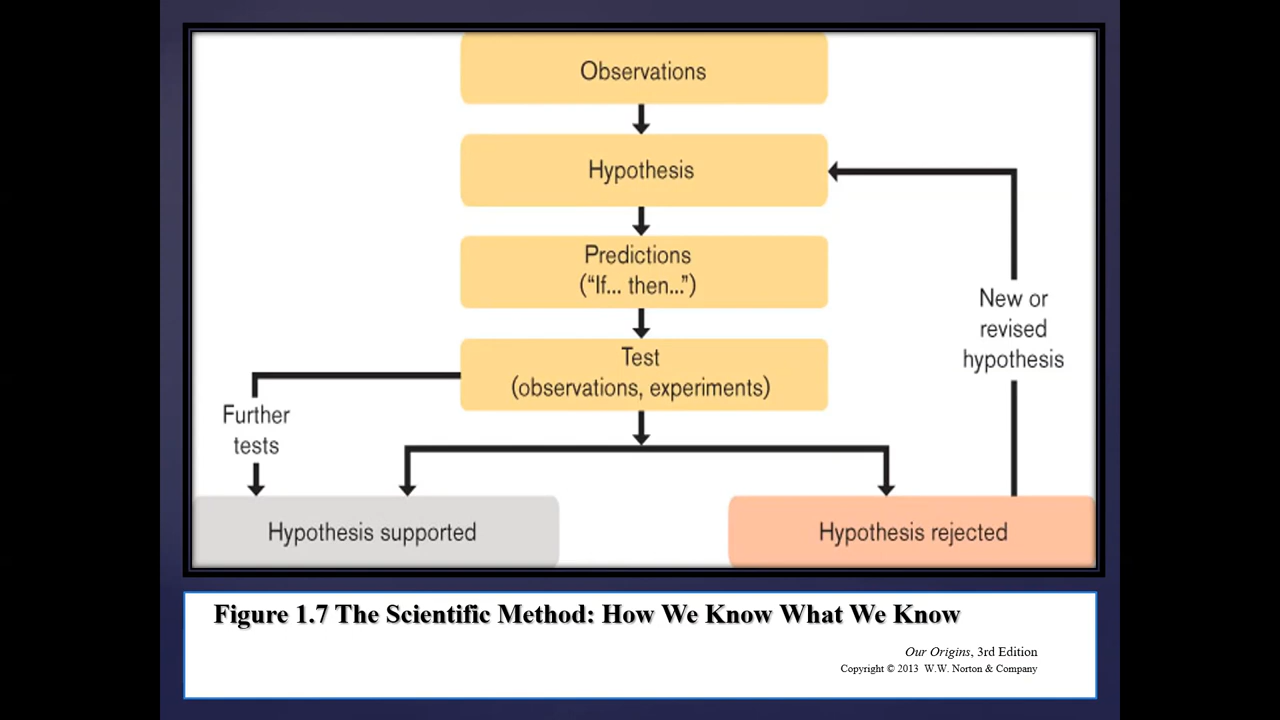 Observations
Hypothesis
Predictions
(“If... then...”)
Test
(observations, experiments)
New or
revised
hypothesis
Further
tests
Hypothesis supported
Hypothesis rejected
Figure 1.7 The Scientific Method: How We Know What We Know
Our Origins, 3rd Edition
Copyright © 2013 W.W. Norton & Company